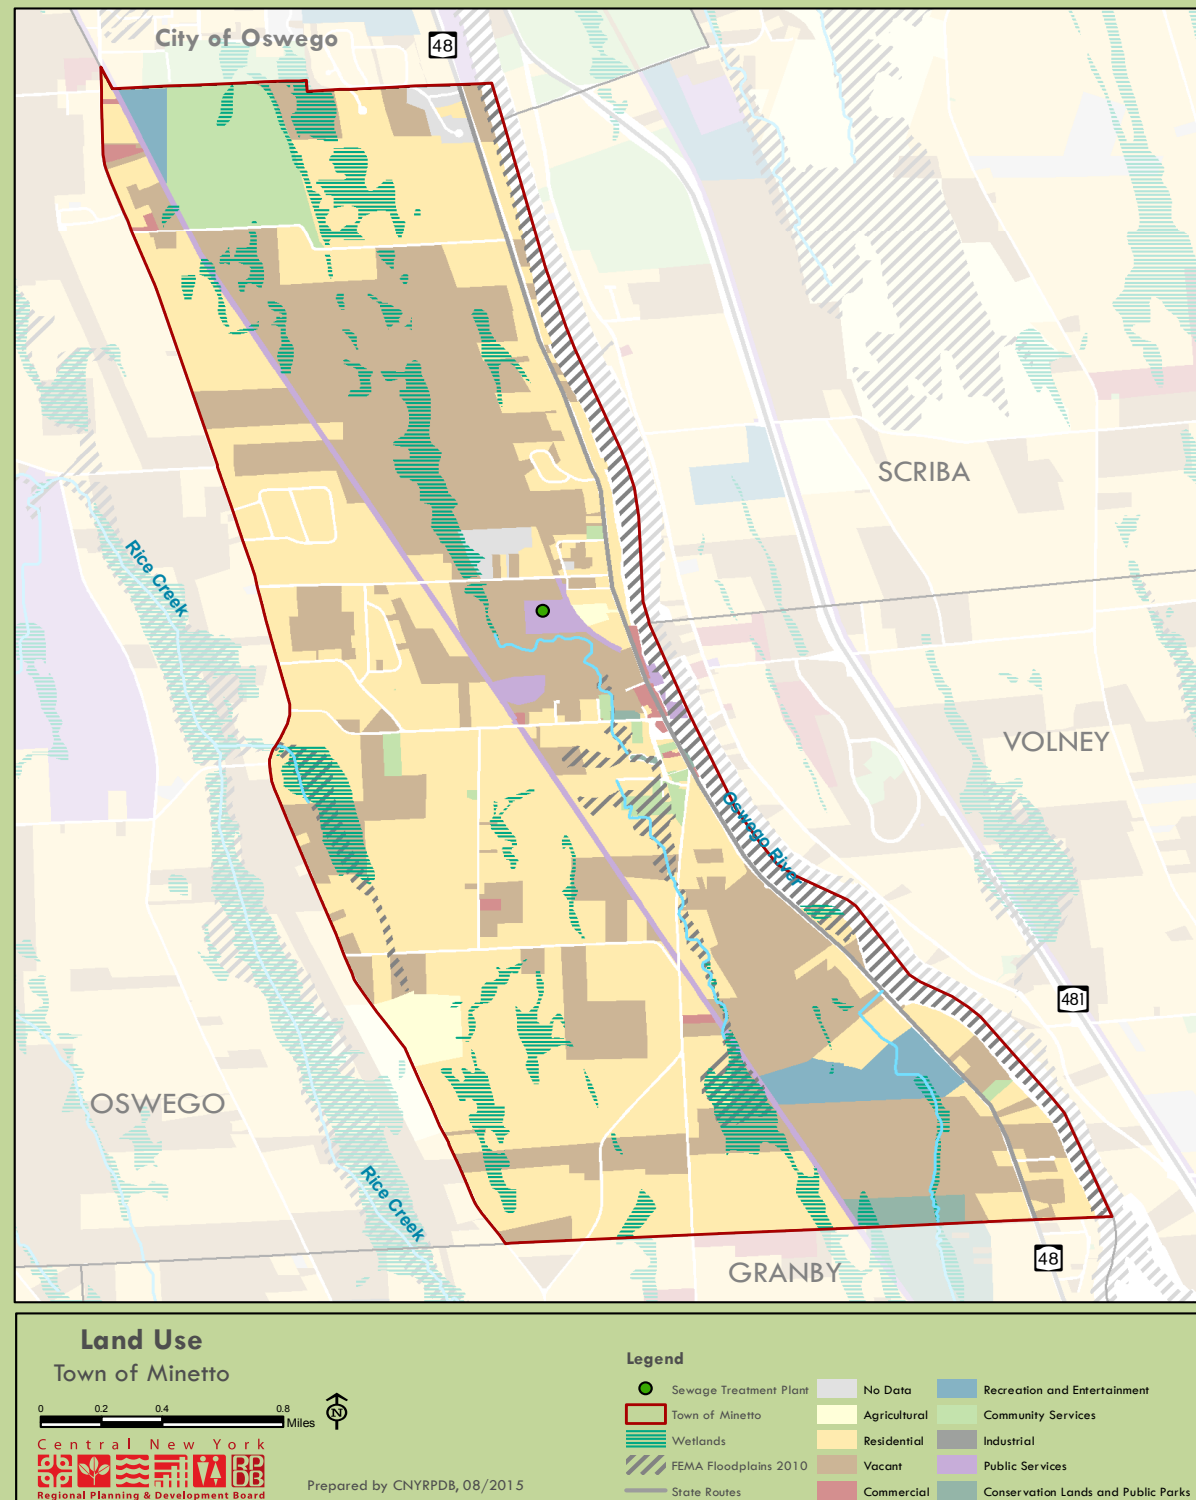 City of Oswego
48
SCRIBA
Rice Creek
VOLNEY
Oswego River
481
OSWEGO
Rice Creek
GRANBY
48
Land Use
Town of Minetto
0 0.2 0.4 0.8
Miles
N
Central New York
RP
DB
Regional Planning & Development Board
Prepared by CNYRPDB, 08/2015
Legend
Sewage Treatment Plant
Town of Minetto
Wetlands
FEMA Floodplains 2010
State Routes
No Data
Agricultural
Residential
Vacant
Commercial
Recreation and Entertainment
Community Services
Industrial
Public Services
Conservation Lands and Public Parks